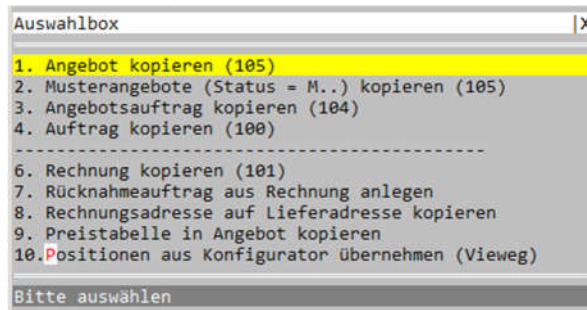 Auswahlbox |X
1. Angebot kopieren (105)
2. Musterangebote (Status = M..) kopieren (105)
3. Angebotsauftrag kopieren (104)
4. Auftrag kopieren (100)
---------------------------------------------
6. Rechnung kopieren (101)
7. Rücknahmeauftrag aus Rechnung anlegen
8. Rechnungsadresse auf Lieferadresse kopieren
9. Preistabelle in Angebot kopieren
10.Positionen aus Konfigurator übernehmen (Vieweg)
Bitte auswählen